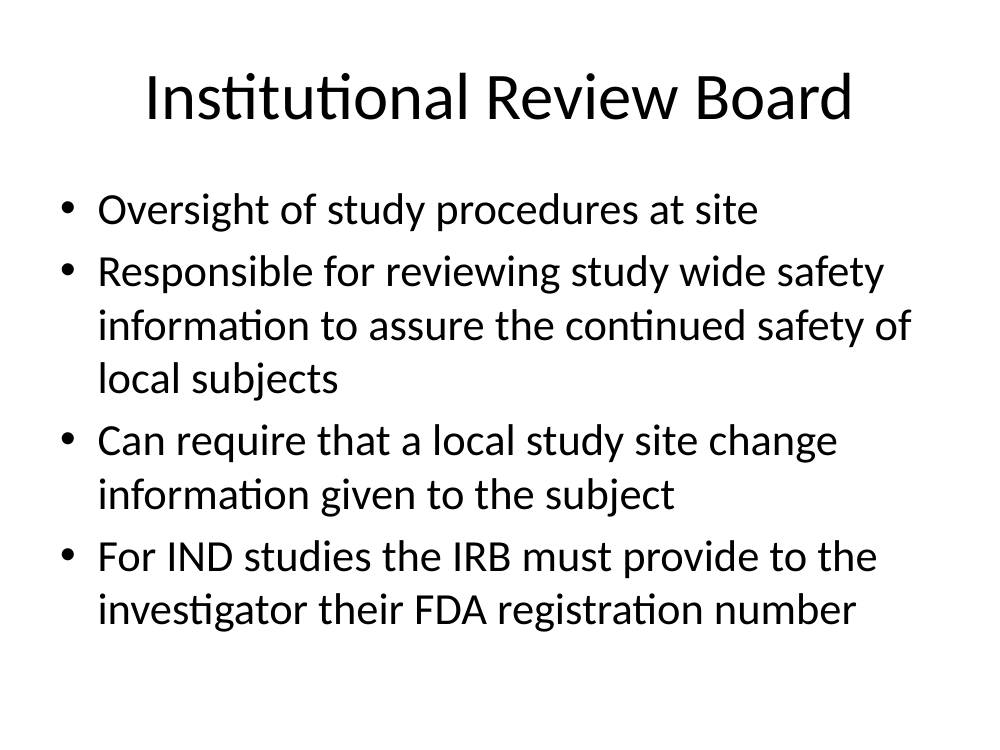 Institutional Review Board
• Oversight of study procedures at site
• Responsible for reviewing study wide safety
information to assure the continued safety of
local subjects
• Can require that a local study site change
information given to the subject
• For IND studies the IRB must provide to the
investigator their FDA registration number